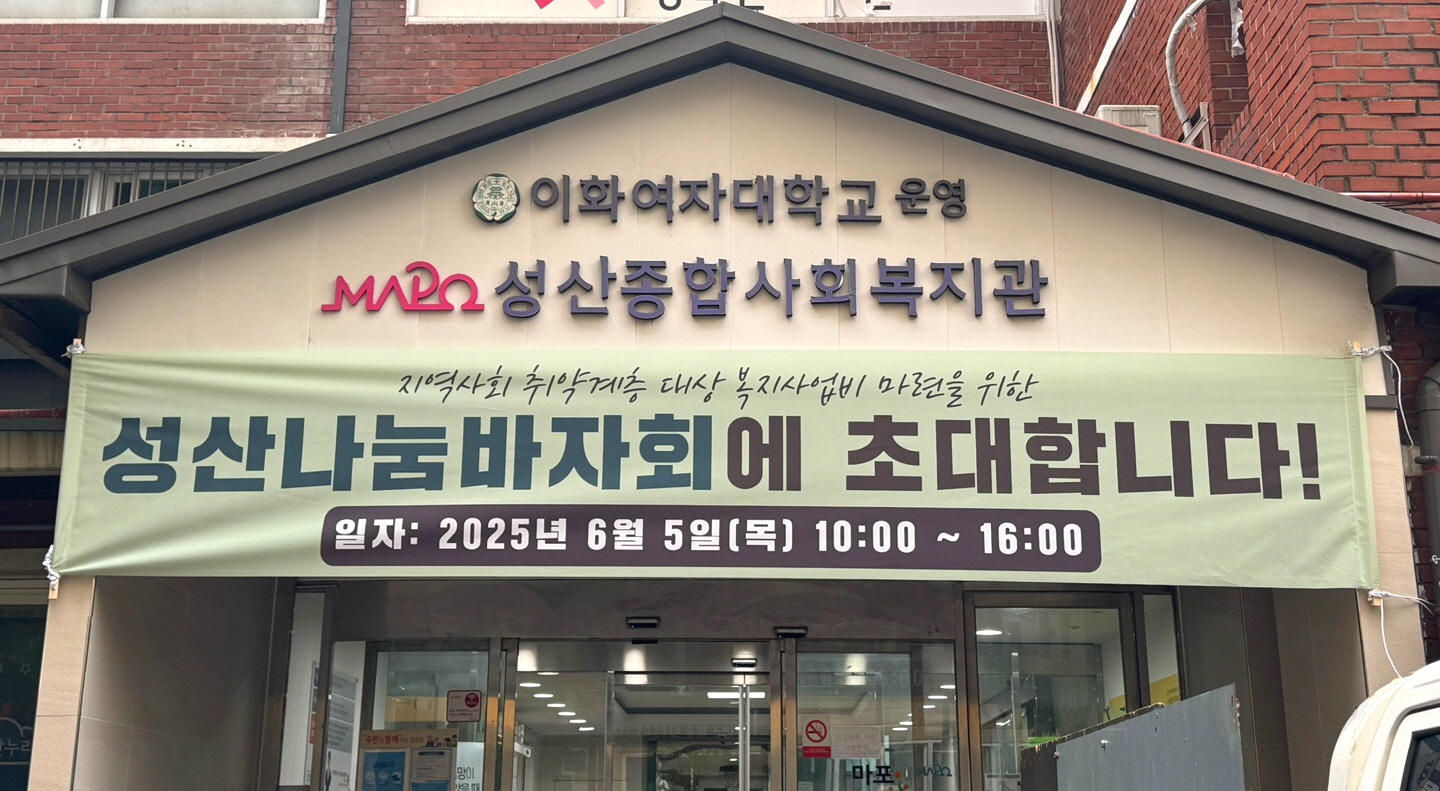 이화여자대학교 운영
MAPO 성산종합사회복지관
지역사회 취약계층 대상 복지사업비 마련을 위한
성산나눔바자회에 초대합니다!
일자: 2025년 6월 5일(목) 10:00 ~ 16:00
마포 MAPO